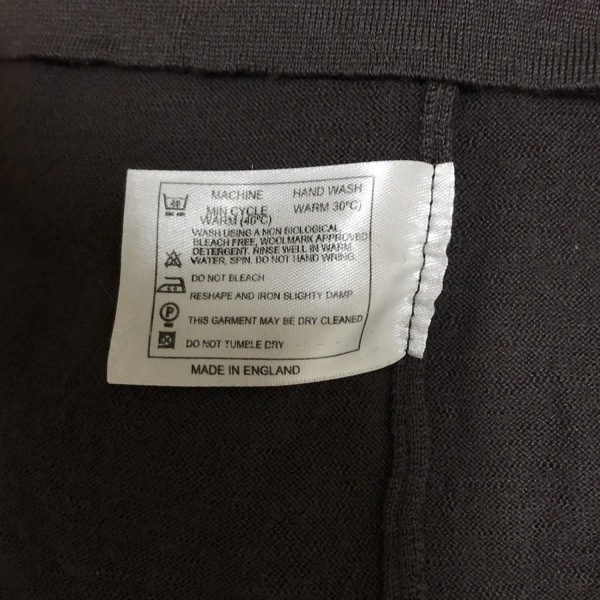 40
MACHINE HAND WASH
MIN CYCLE WARM 30°C)
WARM (40°C)
WASH USING A NON BIOLOGICAL
BLEACH FREE, WOOLMARK APPROVED
DETERGENT. RINSE WELL IN WARM
WATER, SPIN. DO NOT HAND WRING.
DO NOT BLEACH
RESHAPE AND IRON SLIGHTY DAMP
P THIS GARMENT MAY BE DRY CLEANED
DO NOT TUMBLE DRY
MADE IN ENGLAND